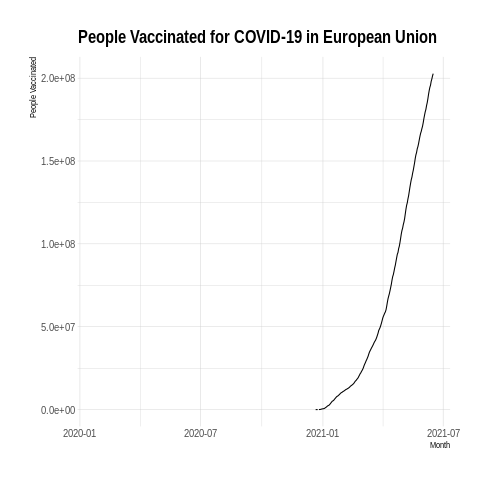 People Vaccinated for COVID-19 in European Union
People Vaccinated
2.0e+08
1.5e+08
1.0e+08
5.0e+07
0.0e+00
2020-01 2020-07 2021-01 2021-07
Month